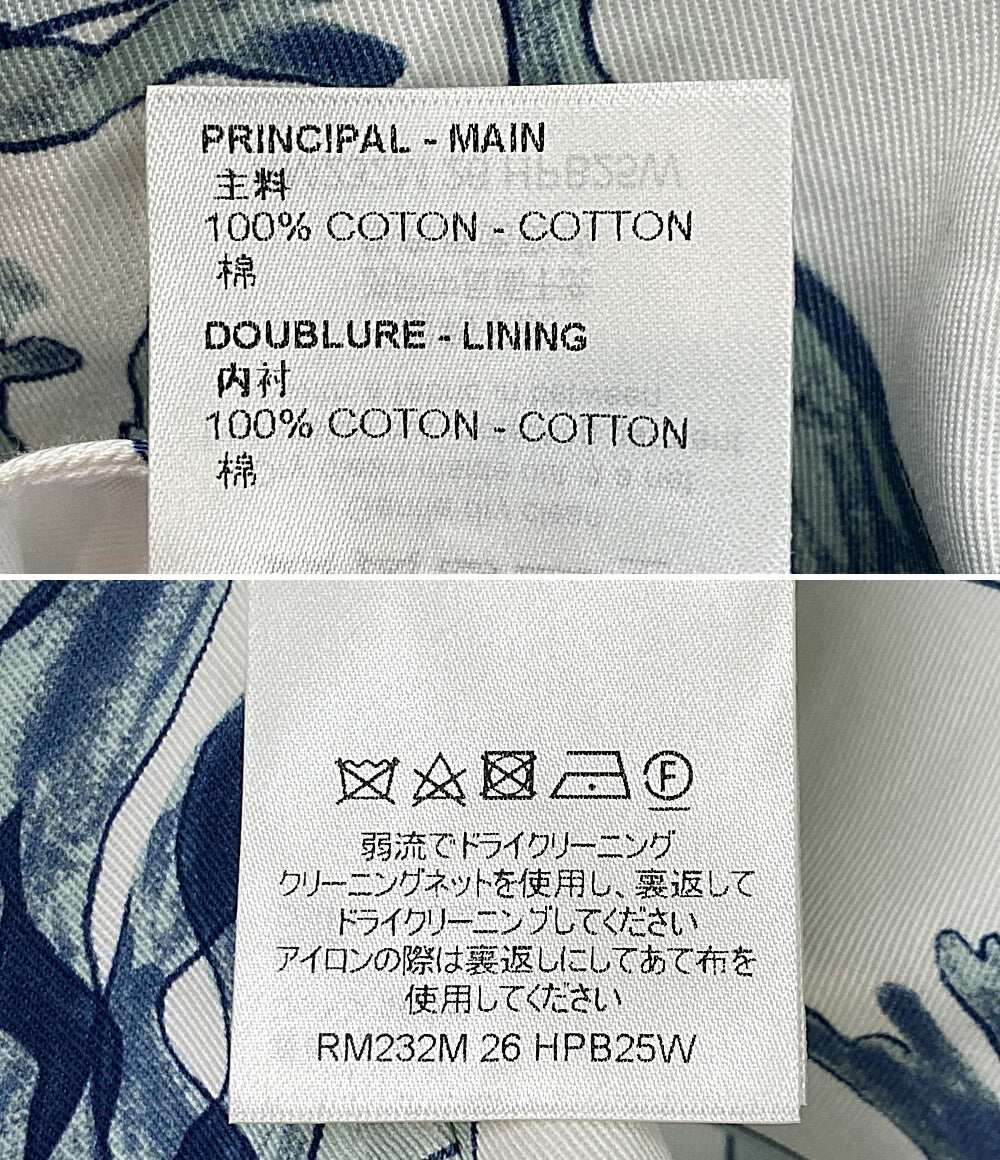 PRINCIPAL - MAIN
主料
100% COTON - COTTON
棉
DOUBLURE - LINING
内衬
100% COTON - COTTON
棉
F
弱流でドライクリーニング
クリーニングネットを使用し、裏返して
ドライクリーニングしてください
アイロンの際は裏返しにしてあて布を
使用してください
RM232M 26 HPB25W